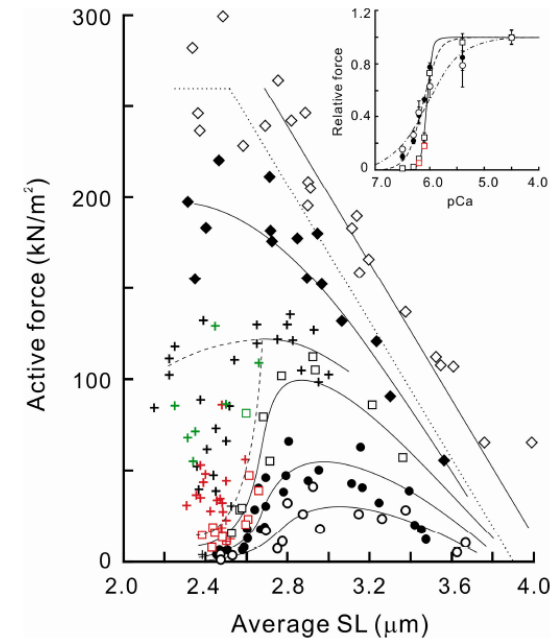 300
200
100
0
Active force (kN/m²)
2.0 2.4 2.8 3.2 3.6 4.0
Average SL (μm)
1.2
0.8
0.4
0
Relative force
7.0 6.0 5.0 4.0
pCa